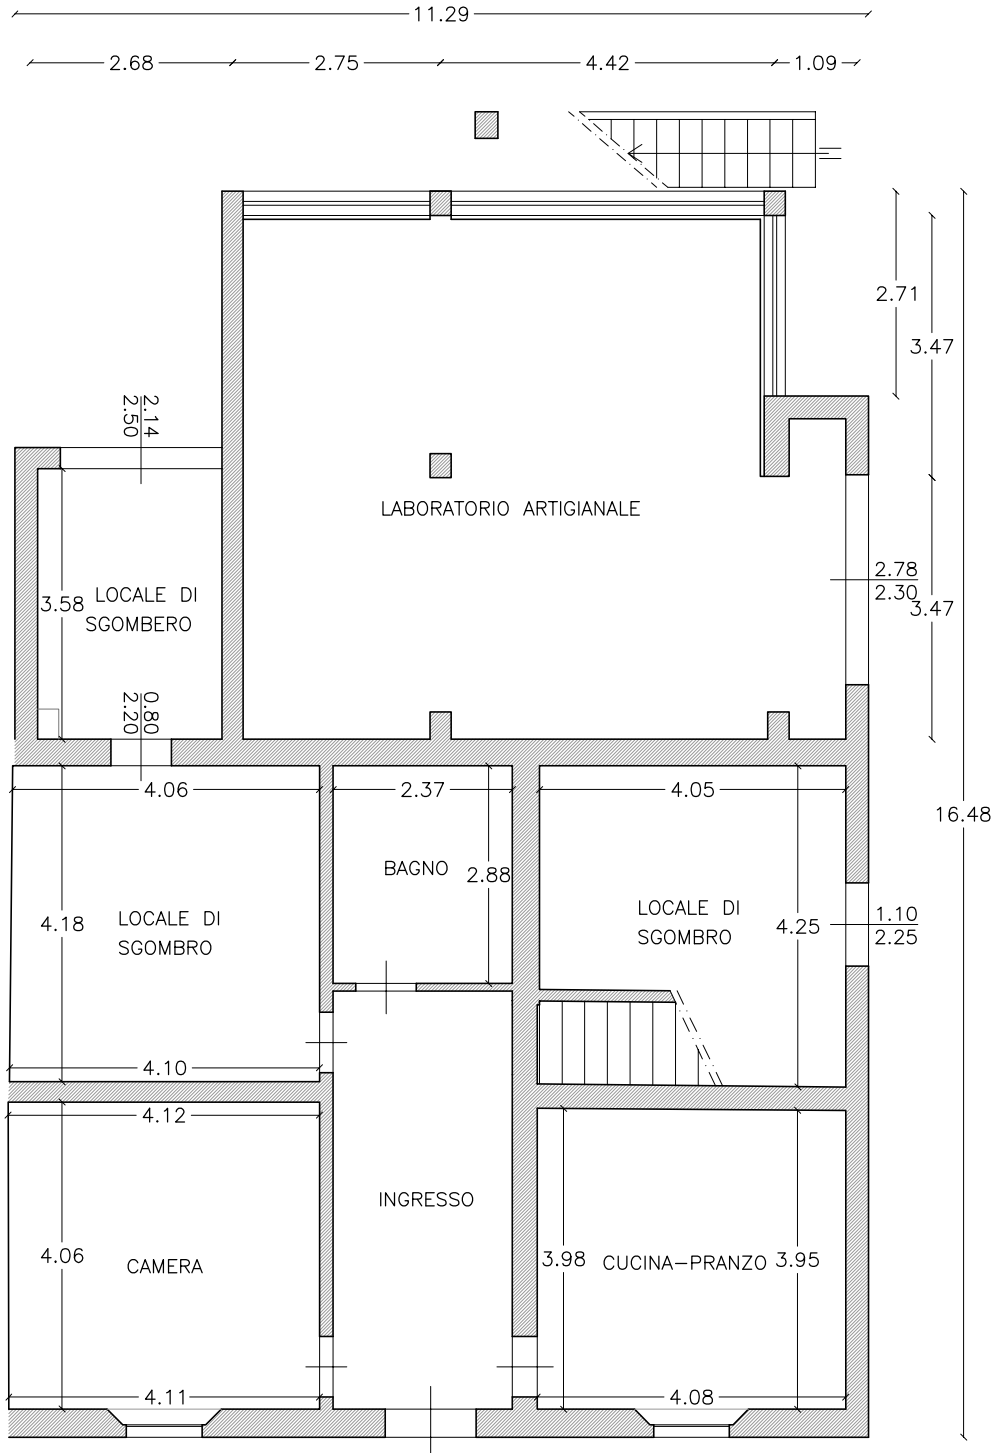 11.29
2.68
2.75
4.42
1.09
2.71
3.47
2.14
2.50
LABORATORIO ARTIGIANALE
2.78
2.30
3.47
3.58
LOCALE DI
SGOMBERO
0.80
2.20
4.06
2.37
4.05
16.48
BAGNO
2.88
4.18
LOCALE DI
SGOMBRO
LOCALE DI
SGOMBRO
4.25
1.10
2.25
4.10
4.12
INGRESSO
4.06
CAMERA
3.98
CUCINA-PRANZO
3.95
4.11
4.08